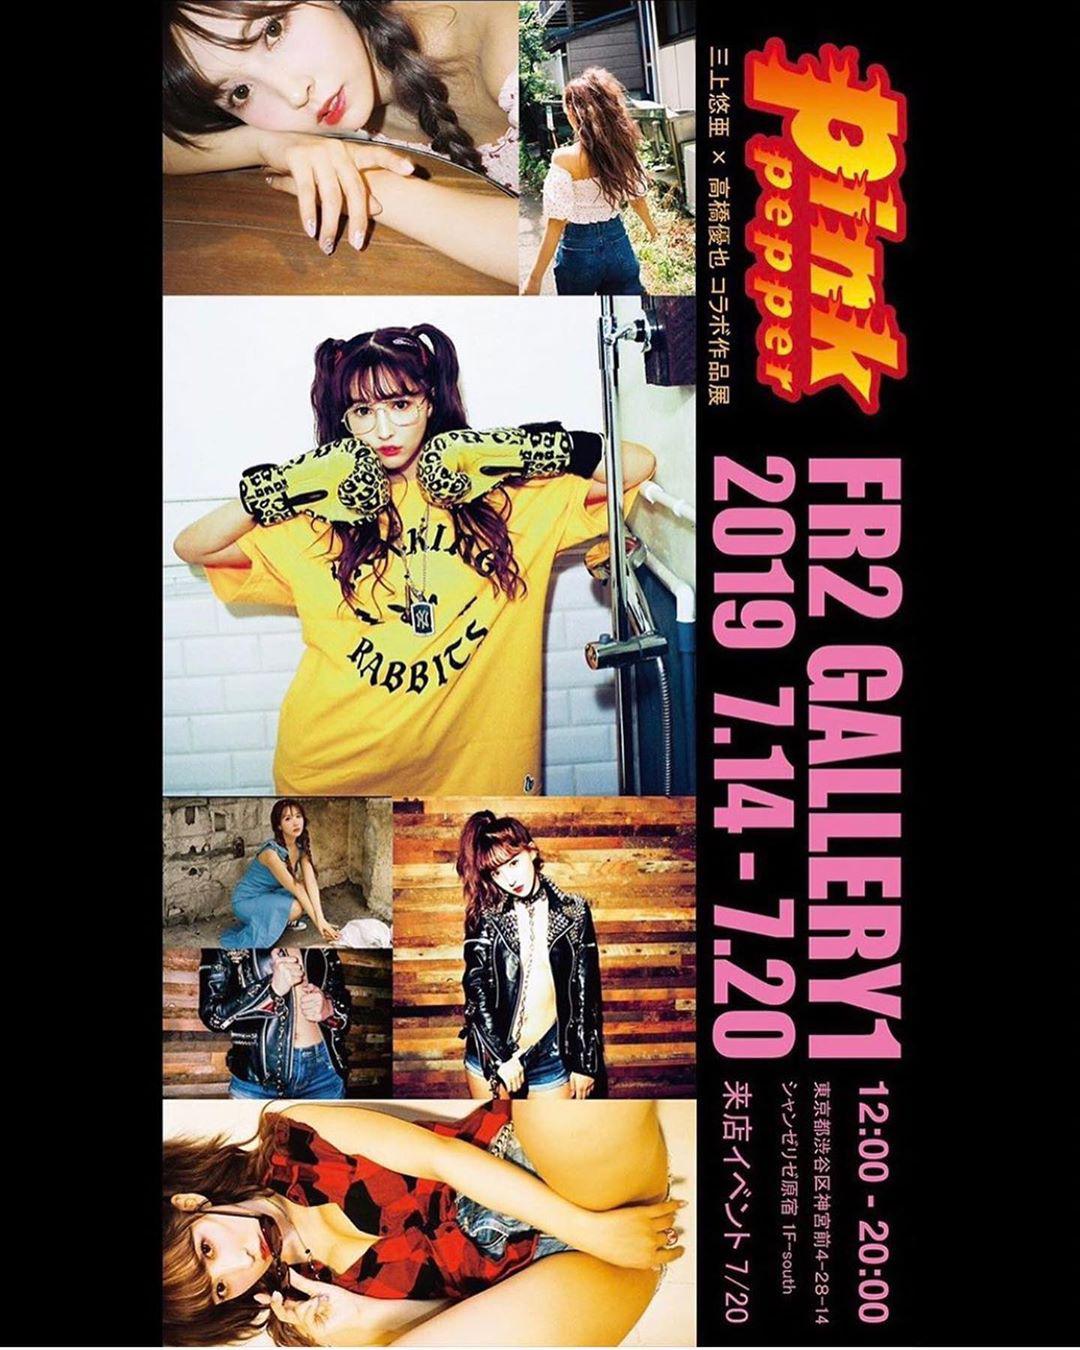 pink
pepper
三上悠亜 × 高橋優也 コラボ作品展
FR2 GALLERY1
2019 7.14 - 7.20
12:00 - 20:00
東京都渋谷区神宮前4-28-14
シャンゼリゼ原宿 1F-south
来店イベント 7/20
RABBITS
NY